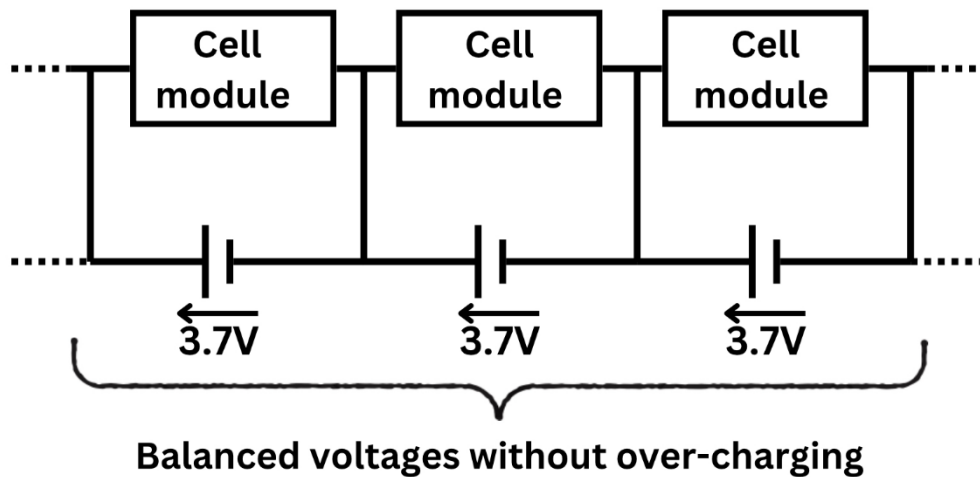 Cell
module
Cell
module
Cell
module
3.7V
3.7V
3.7V
Balanced voltages without over-charging